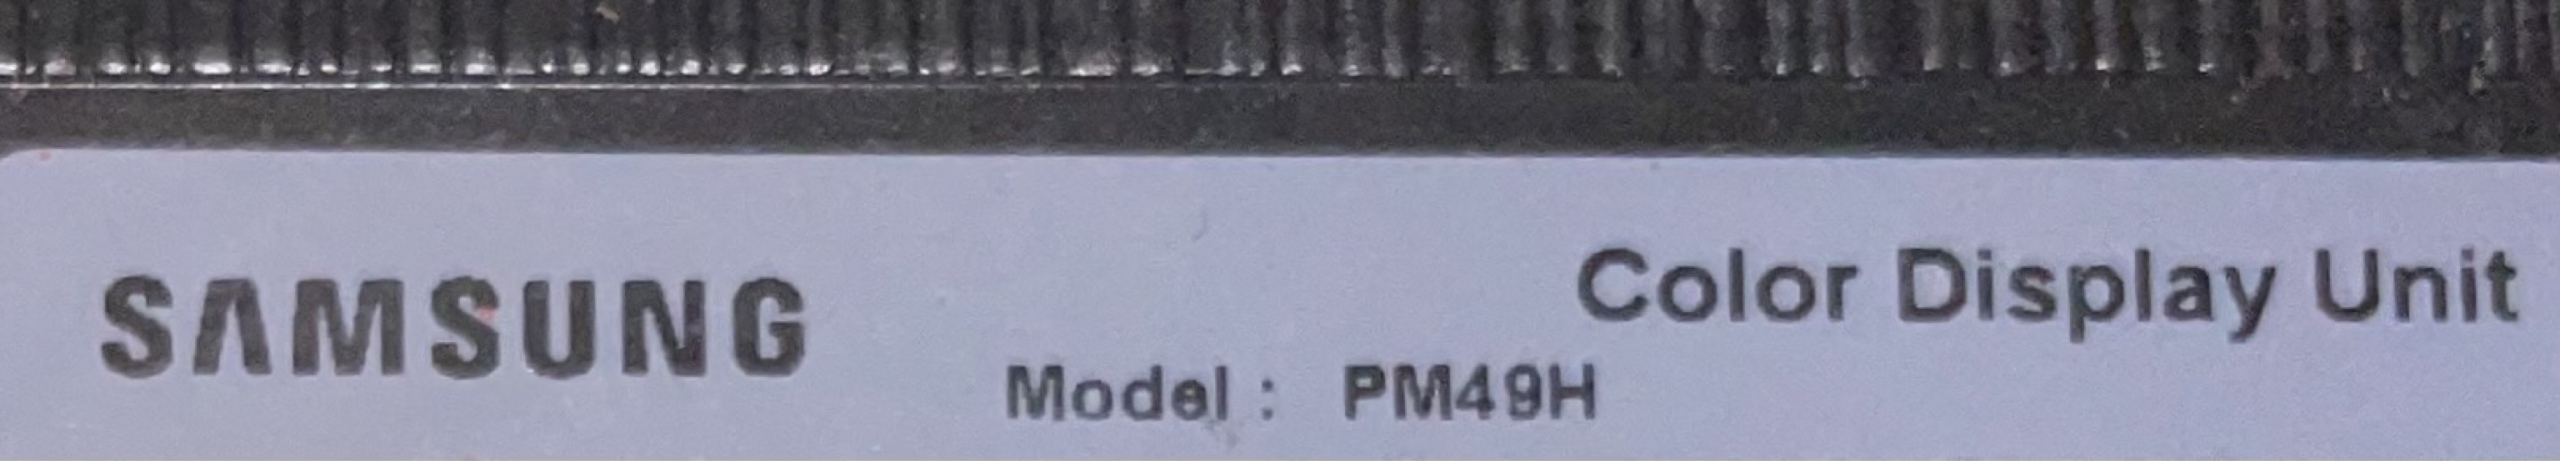 SAMSUNG
Color Display Unit
Model : PM49H